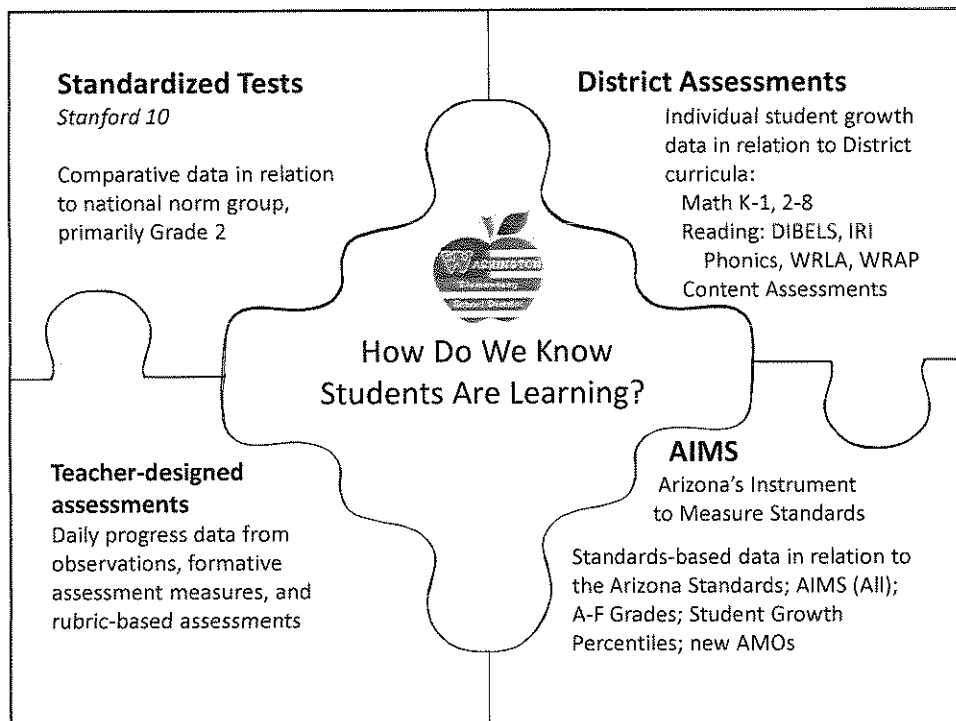 Standardized Tests
Stanford 10
Comparative data in relation
to national norm group,
primarily Grade 2
District Assessments
Individual student growth
data in relation to District
curricula:
Math K-1, 2-8
Reading: DIBELS, IRI
Phonics, WRLA, WRAP
Content Assessments
WASHINGTON
Elementary
School District
How Do We Know
Students Are Learning?
Teacher-designed
assessments
Daily progress data from
observations, formative
assessment measures, and
rubric-based assessments
AIMS
Arizona's Instrument
to Measure Standards
Standards-based data in relation to
the Arizona Standards; AIMS (All);
A-F Grades; Student Growth
Percentiles; new AMOs